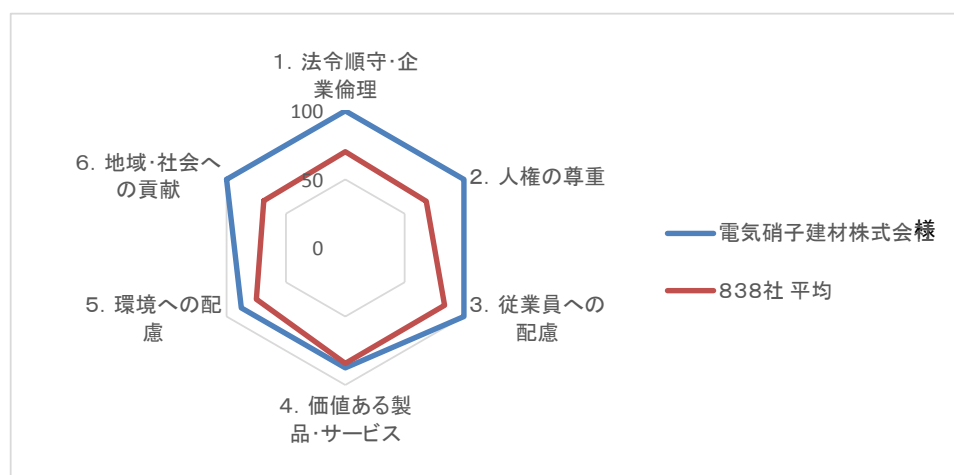 1. 法令順守･企
業倫理
100
6. 地域･社会へ
の貢献
50
2. 人権の尊重
0
電気硝子建材株式会様
838社 平均
5. 環境への配
慮
3. 従業員への
配慮
4. 価値ある製
品･サービス